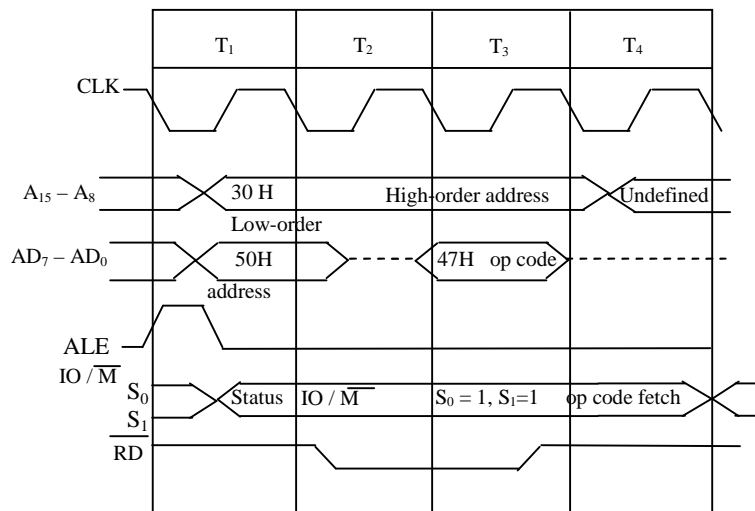 T₁ T₂ T₃ T₄
CLK
A₁₅ – A₈ 30 H High-order address Undefined
Low-order
AD₇ – AD₀ 50H 47H op code
address
ALE
IO / M̅
S₀ Status IO / M̅ S₀ = 1, S₁=1 op code fetch
S₁
R̅D̅